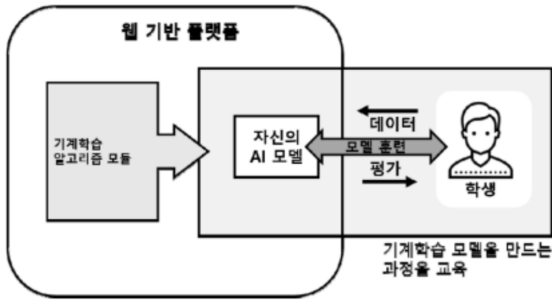 웹 기반 플랫폼
기계학습
알고리즘 모듈
자신의
AI 모델
데이터
모델 훈련
평가
학생
기계학습 모델을 만드는
과정을 교육